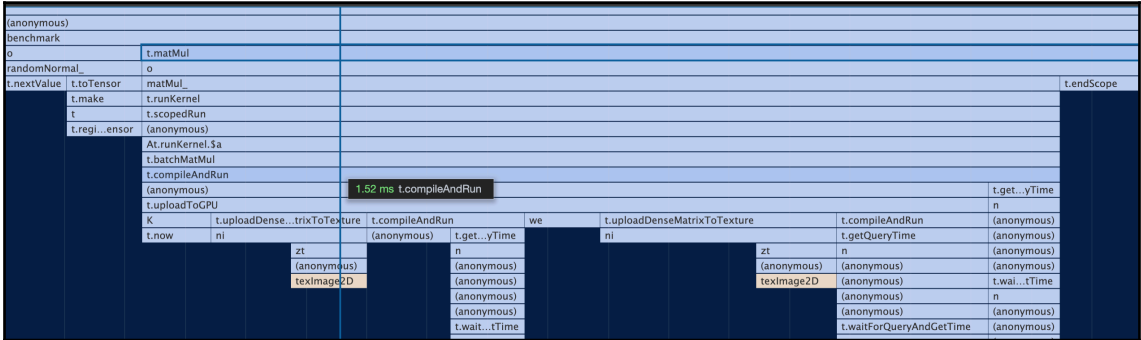 (anonymous)
benchmark
o t.matMul
randomNormal_ o
t.nextValue t.toTensor matMul_ t.endScope
t.make t.runKernel
t t.scopedRun
t.regi...ensor (anonymous)
At.runKernel.$a
t.batchMatMul
t.compileAndRun
(anonymous) 1.52 ms t.compileAndRun t.get...yTime
t.uploadToGPU n
K t.uploadDense...trixToTexture t.compileAndRun we t.uploadDenseMatrixToTexture t.compileAndRun (anonymous)
t.now ni (anonymous) t.get...yTime ni t.getQueryTime (anonymous)
zt n zt n (anonymous)
(anonymous) (anonymous) (anonymous) (anonymous) (anonymous)
texImage2D (anonymous) texImage2D (anonymous) t.wai...tTime
(anonymous) (anonymous) n
(anonymous) (anonymous) (anonymous)
t.wait...tTime t.waitForQueryAndGetTime (anonymous)